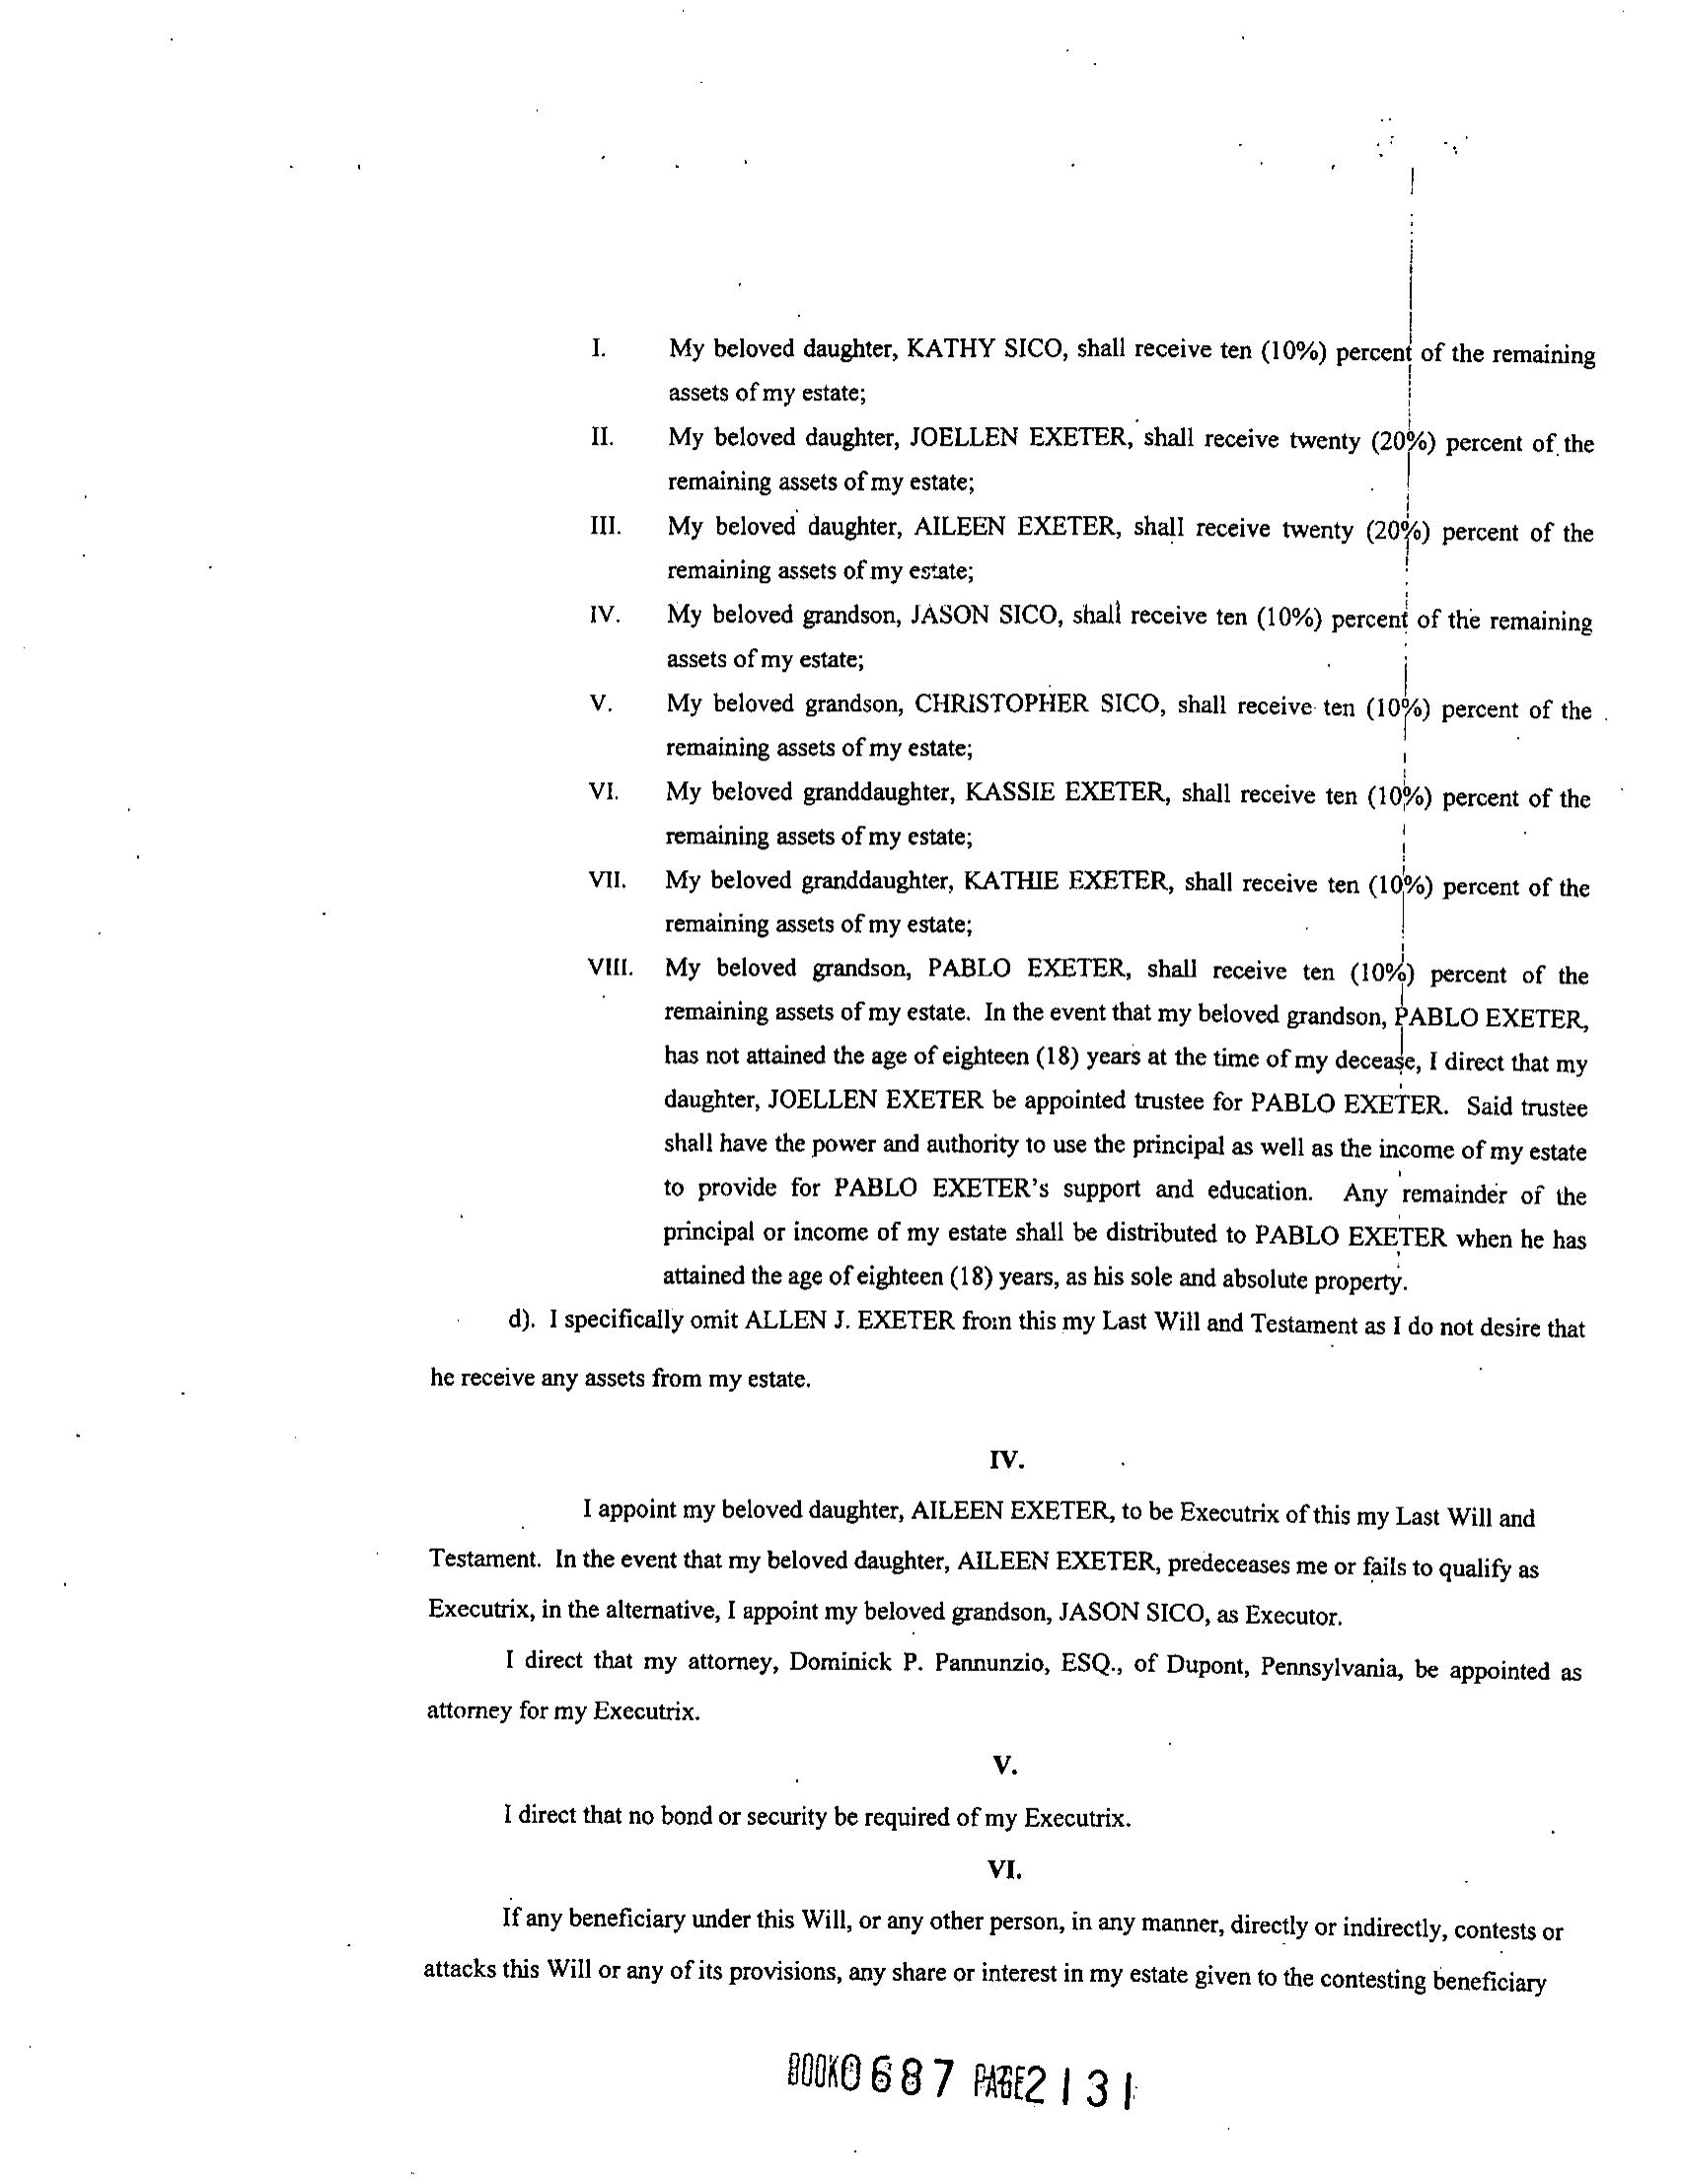 I. My beloved daughter, KATHY SICO, shall receive ten (10%) percent of the remaining
assets of my estate;
II. My beloved daughter, JOELLEN EXETER, shall receive twenty (20%) percent of the
remaining assets of my estate;
III. My beloved daughter, AILEEN EXETER, shall receive twenty (20%) percent of the
remaining assets of my estate;
IV. My beloved grandson, JASON SICO, shall receive ten (10%) percent of the remaining
assets of my estate;
V. My beloved grandson, CHRISTOPHER SICO, shall receive ten (10%) percent of the
remaining assets of my estate;
VI. My beloved granddaughter, KASSIE EXETER, shall receive ten (10%) percent of the
remaining assets of my estate;
VII. My beloved granddaughter, KATHIE EXETER, shall receive ten (10%) percent of the
remaining assets of my estate;
VIII. My beloved grandson, PABLO EXETER, shall receive ten (10%) percent of the
remaining assets of my estate. In the event that my beloved grandson, PABLO EXETER,
has not attained the age of eighteen (18) years at the time of my decease, I direct that my
daughter, JOELLEN EXETER be appointed trustee for PABLO EXETER. Said trustee
shall have the power and authority to use the principal as well as the income of my estate
to provide for PABLO EXETER's support and education. Any remainder of the
principal or income of my estate shall be distributed to PABLO EXETER when he has
attained the age of eighteen (18) years, as his sole and absolute property.
d). I specifically omit ALLEN J. EXETER from this my Last Will and Testament as I do not desire that
he receive any assets from my estate.
IV.
I appoint my beloved daughter, AILEEN EXETER, to be Executrix of this my Last Will and
Testament. In the event that my beloved daughter, AILEEN EXETER, predeceases me or fails to qualify as
Executrix, in the alternative, I appoint my beloved grandson, JASON SICO, as Executor.
I direct that my attorney, Dominick P. Pannunzio, ESQ., of Dupont, Pennsylvania, be appointed as
attorney for my Executrix.
V.
I direct that no bond or security be required of my Executrix.
VI.
If any beneficiary under this Will, or any other person, in any manner, directly or indirectly, contests or
attacks this Will or any of its provisions, any share or interest in my estate given to the contesting beneficiary
BOOK0687 PAGE2131